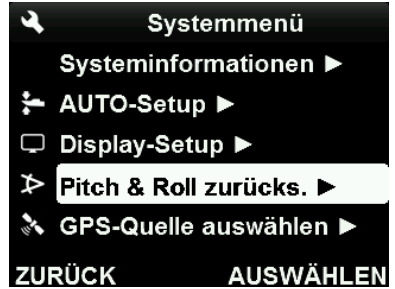 Systemmenü
Systeminformationen ►
AUTO-Setup ►
Display-Setup ►
Pitch & Roll zurücks. ►
GPS-Quelle auswählen ►
ZURÜCK AUSWÄHLEN